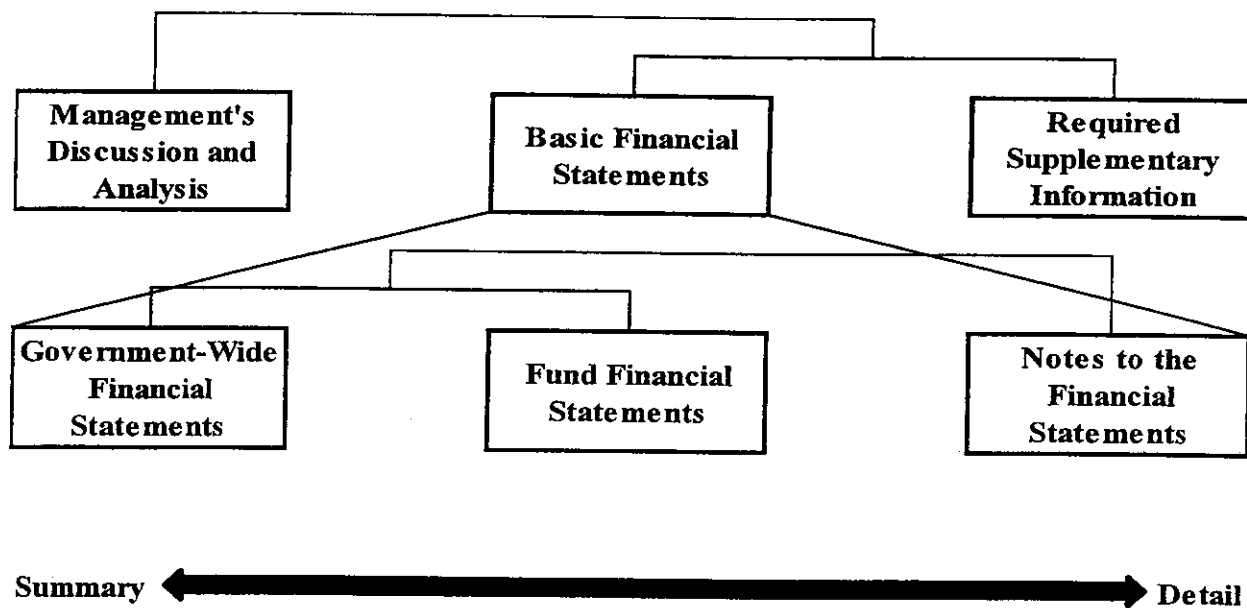 Management's
Discussion and
Analysis
Basic Financial
Statements
Required
Supplementary
Information
Government-Wide
Financial
Statements
Fund Financial
Statements
Notes to the
Financial
Statements
Summary
Detail